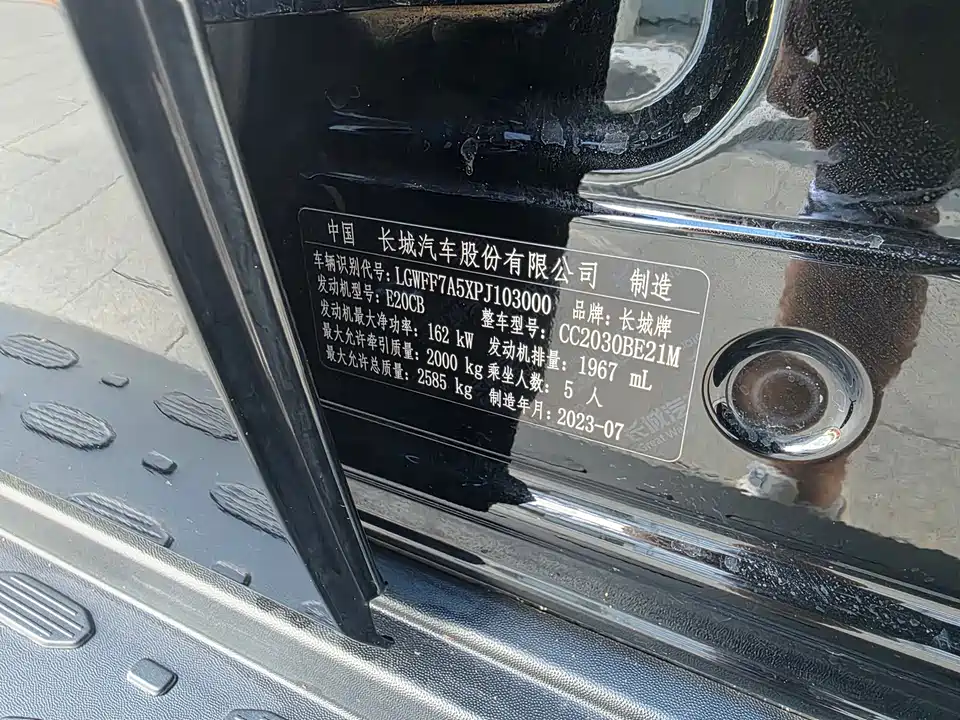 中国 长城汽车股份有限公司 制造
车辆识别代号：LGWFF7A5XPJ103000 品牌：长城牌
发动机型号：E20CB 整车型号：CC2030BE21M
发动机最大净功率：162 kW 发动机排量：1967 mL
最大允许牵引质量：2000 kg 乘坐人数：5 人
最大允许总质量：2585 kg 制造年月：2023-07